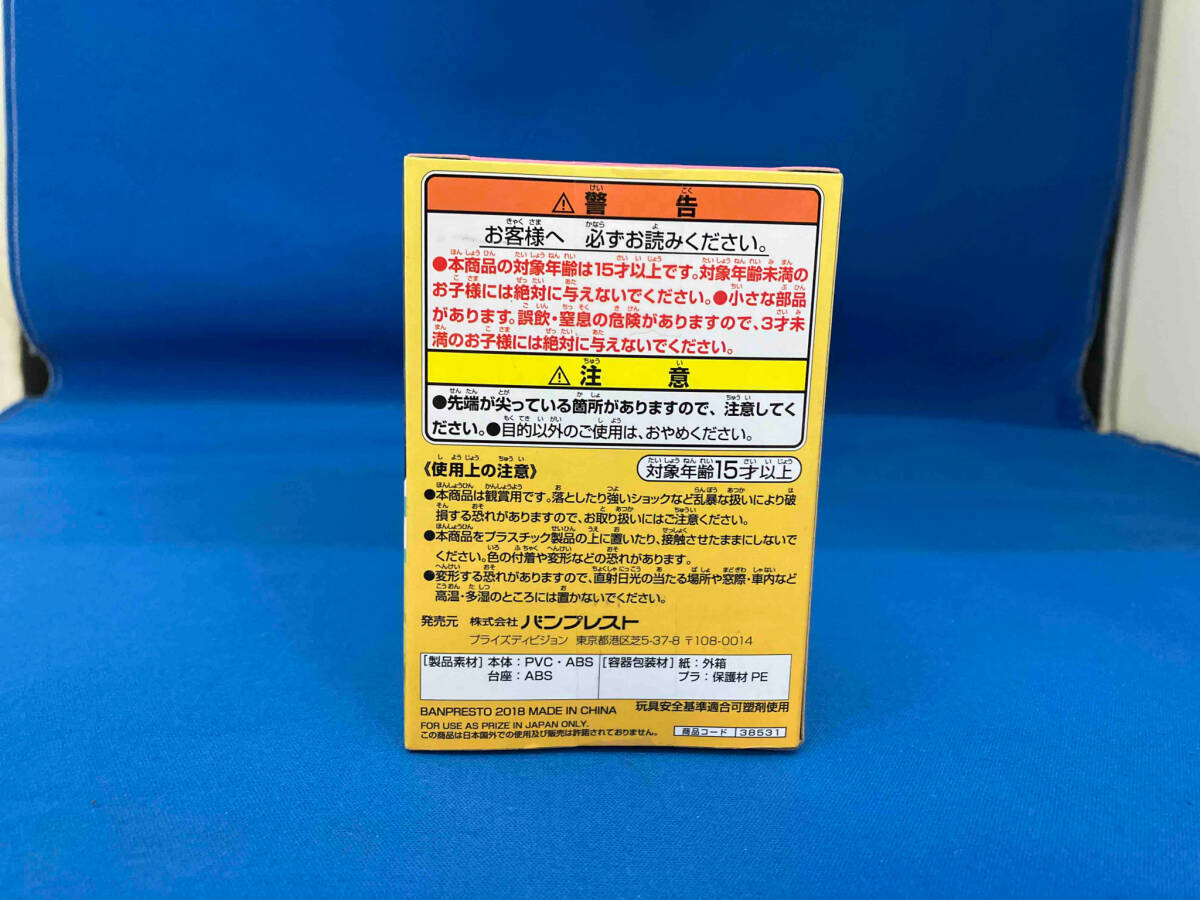 ⚠警告
お客様へ 必ずお読みください。
●本商品の対象年齢は15才以上です。対象年齢未満の
お子様には絶対に与えないでください。●小さな部品
があります。誤飲・窒息の危険がありますので、3才未
満のお子様には絶対に与えないでください。
⚠注意
●先端が尖っている箇所がありますので、注意してく
ださい。●目的以外のご使用は、おやめください。
《使用上の注意》
対象年齢15才以上
●本商品は観賞用です。落としたり強いショックなど乱暴な扱いにより破
損する恐れがありますので、お取り扱いにはご注意ください。
●本商品をプラスチック製品の上に置いたり、接触させたままにしないで
ください。色の付着や変形などの恐れがあります。
●変形する恐れがありますので、直射日光の当たる場所や窓際・車内など
高温・多湿のところには置かないでください。
発売元 株式会社 バンプレスト
プライズディビジョン 東京都港区芝5-37-8 〒108-0014
[製品素材] 本体:PVC・ABS [容器包装材] 紙:外箱
台座:ABS プラ:保護材 PE
BANPRESTO 2018 MADE IN CHINA 玩具安全基準適合可塑剤使用
FOR USE AS PRIZE IN JAPAN ONLY.
この商品は日本国外での使用及び販売は許諾されておりません。
商品コード 38531